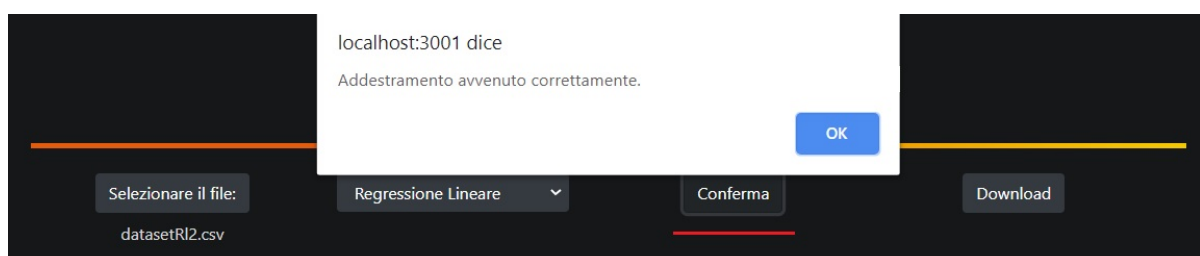 localhost:3001 dice
Addestramento avvenuto correttamente.
OK
Selezionare il file:
Regressione Lineare
Conferma
Download
datasetRl2.csv